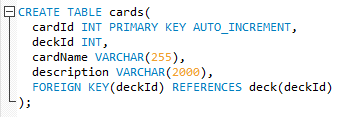 CREATE TABLE cards(
cardId INT PRIMARY KEY AUTO_INCREMENT,
deckId INT,
cardName VARCHAR(255),
description VARCHAR(2000),
FOREIGN KEY(deckId) REFERENCES deck(deckId)
);